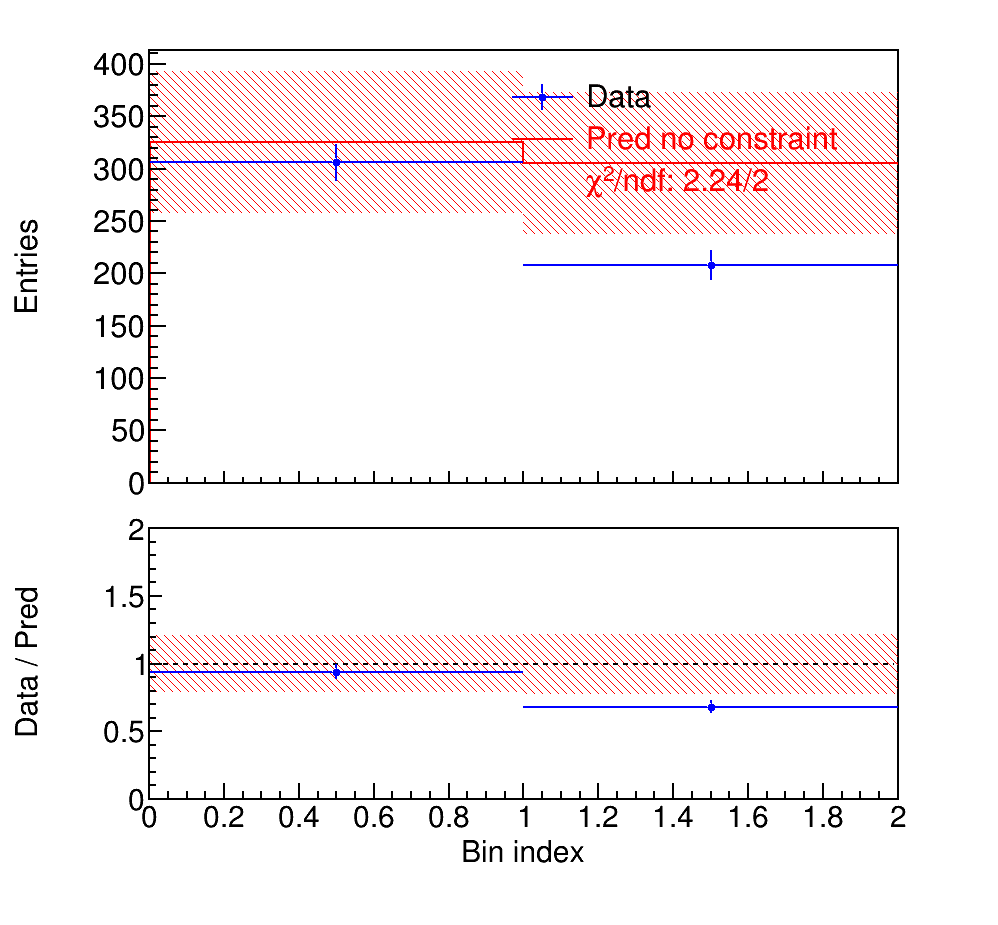 Entries
400
350
300
250
200
150
100
50
0
Data
Pred no constraint
χ²/ndf: 2.24/2
Data / Pred
2
1.5
1
0.5
0
0 0.2 0.4 0.6 0.8 1 1.2 1.4 1.6 1.8 2
Bin index